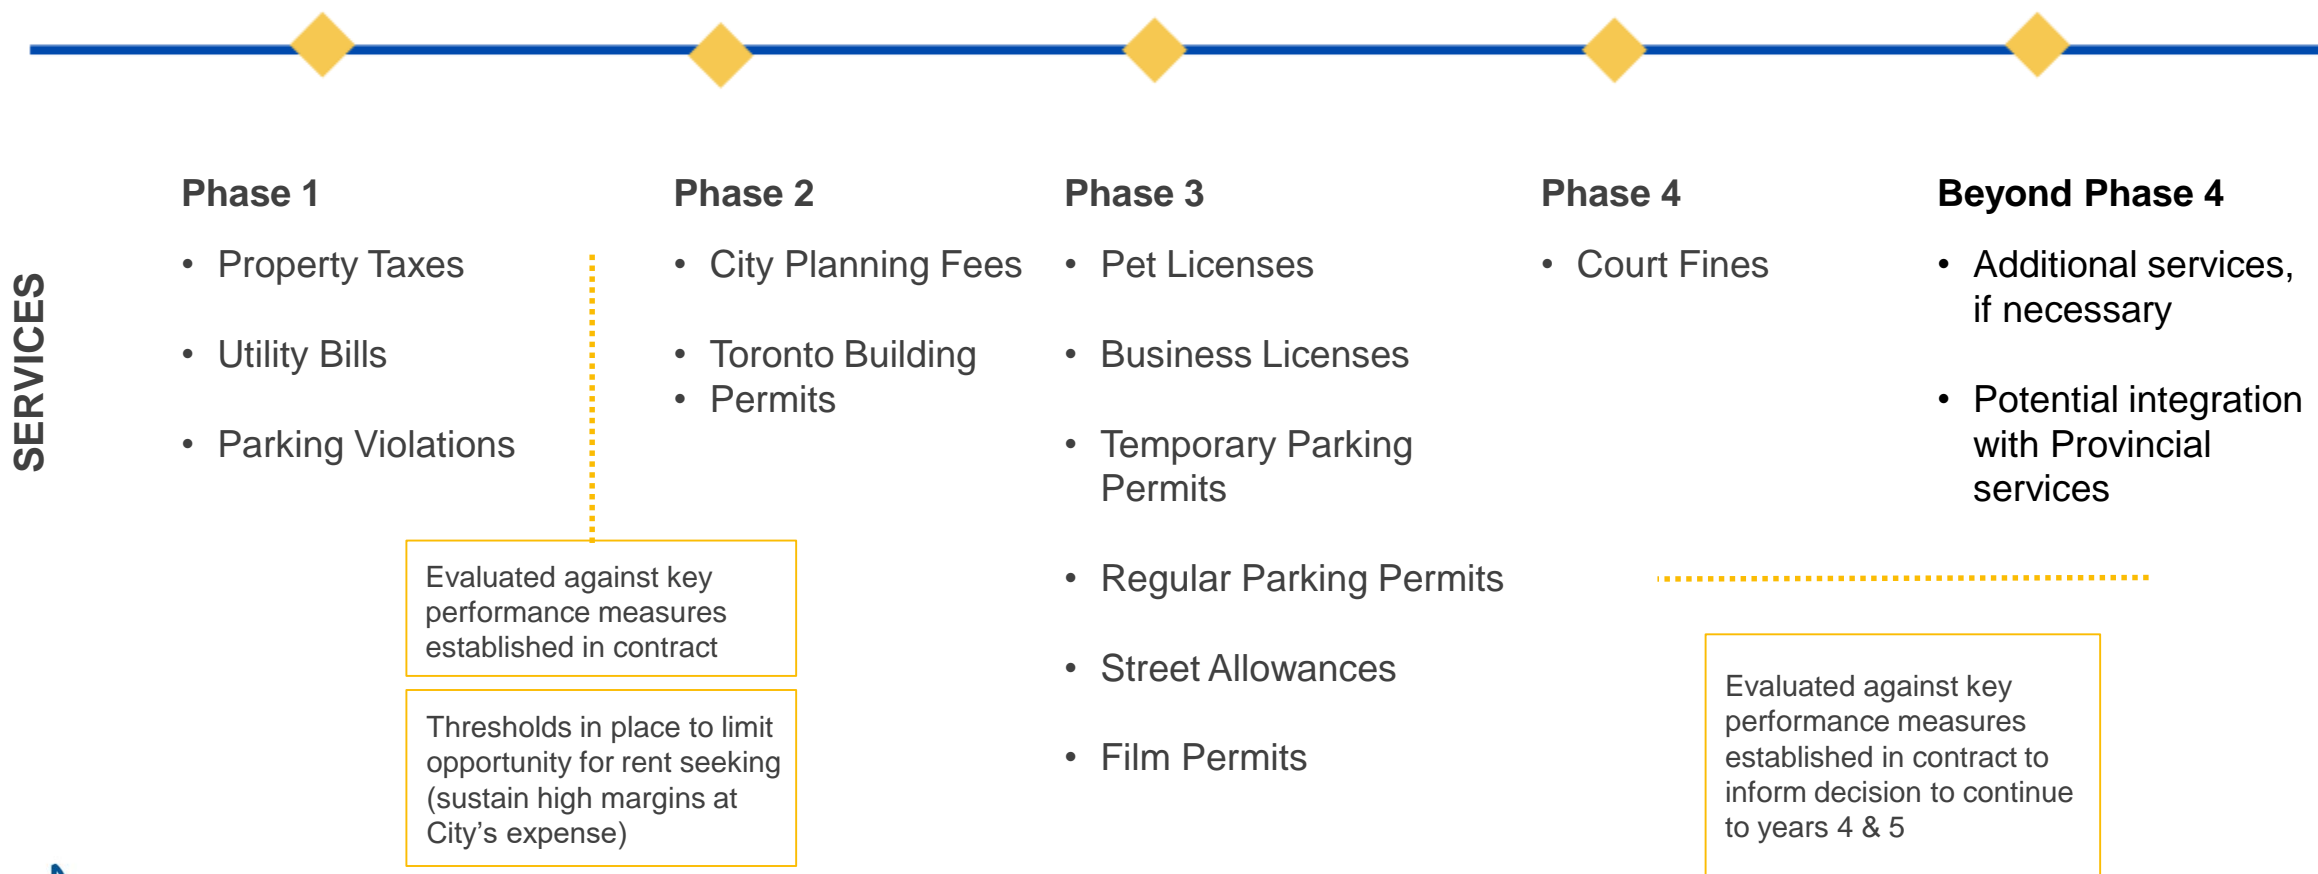 SERVICES
Phase 1
• Property Taxes
• Utility Bills
• Parking Violations
Evaluated against key
performance measures
established in contract
Thresholds in place to limit
opportunity for rent seeking
(sustain high margins at
City’s expense)
Phase 2
• City Planning Fees
• Toronto Building
• Permits
Phase 3
• Pet Licenses
• Business Licenses
• Temporary Parking
Permits
• Regular Parking Permits
• Street Allowances
• Film Permits
Phase 4
• Court Fines
Beyond Phase 4
• Additional services,
if necessary
• Potential integration
with Provincial
services
Evaluated against key
performance measures
established in contract to
inform decision to continue
to years 4 & 5